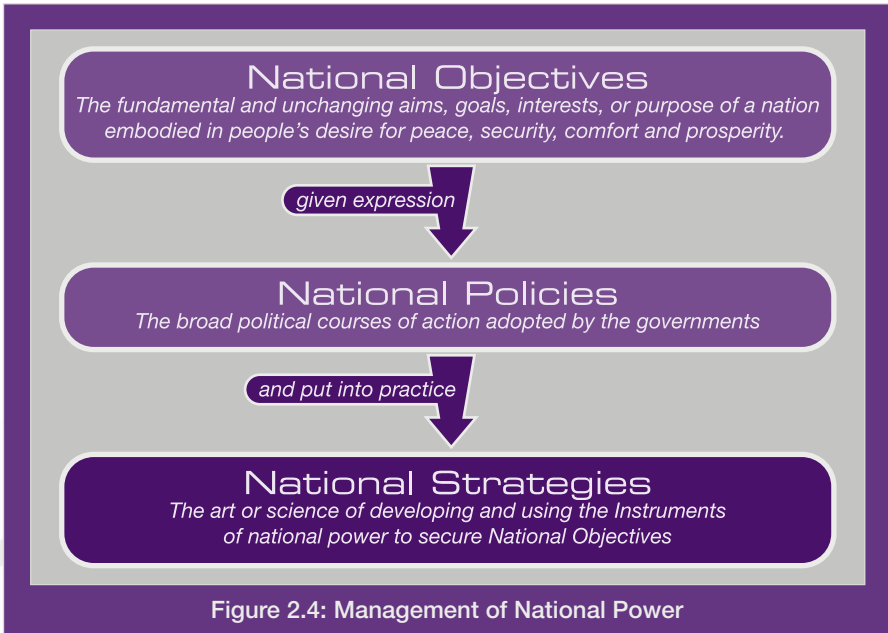 National Objectives
The fundamental and unchanging aims, goals, interests, or purpose of a nation
embodied in people's desire for peace, security, comfort and prosperity.
given expression
National Policies
The broad political courses of action adopted by the governments
and put into practice
National Strategies
The art or science of developing and using the Instruments
of national power to secure National Objectives
Figure 2.4: Management of National Power